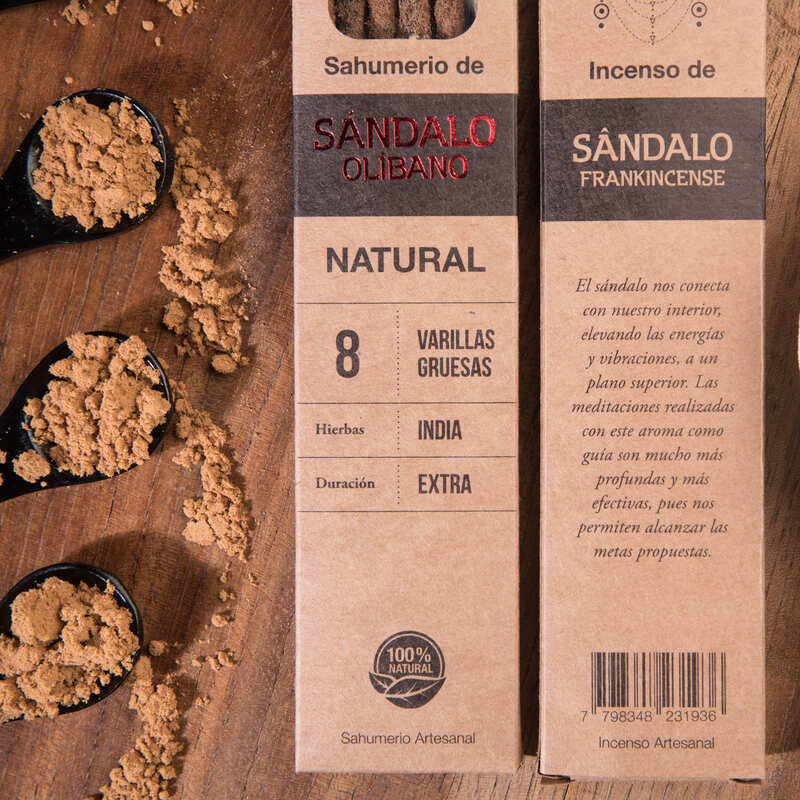 Sahumerio de
SÁNDALO
OLÍBANO
NATURAL
8
VARILLAS
GRUESAS
Hierbas
INDIA
Duración
EXTRA
100%
NATURAL
Sahumerio Artesanal
Incenso de
SÂNDALO
FRANKINCENSE
El sándalo nos conecta
con nuestro interior,
elevando las energías
y vibraciones, a un
plano superior. Las
meditaciones realizadas
con este aroma como
guía son mucho más
profundas y más
efectivas, pues nos
permiten alcanzar las
metas propuestas.
7 798348 231936
Incenso Artesanal